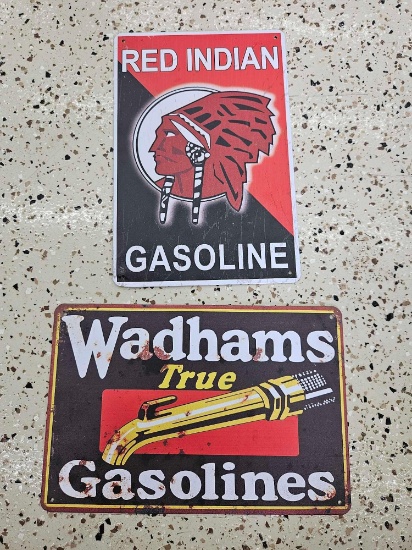 RED INDIAN
GASOLINE
Wadhams
True
Gasolines